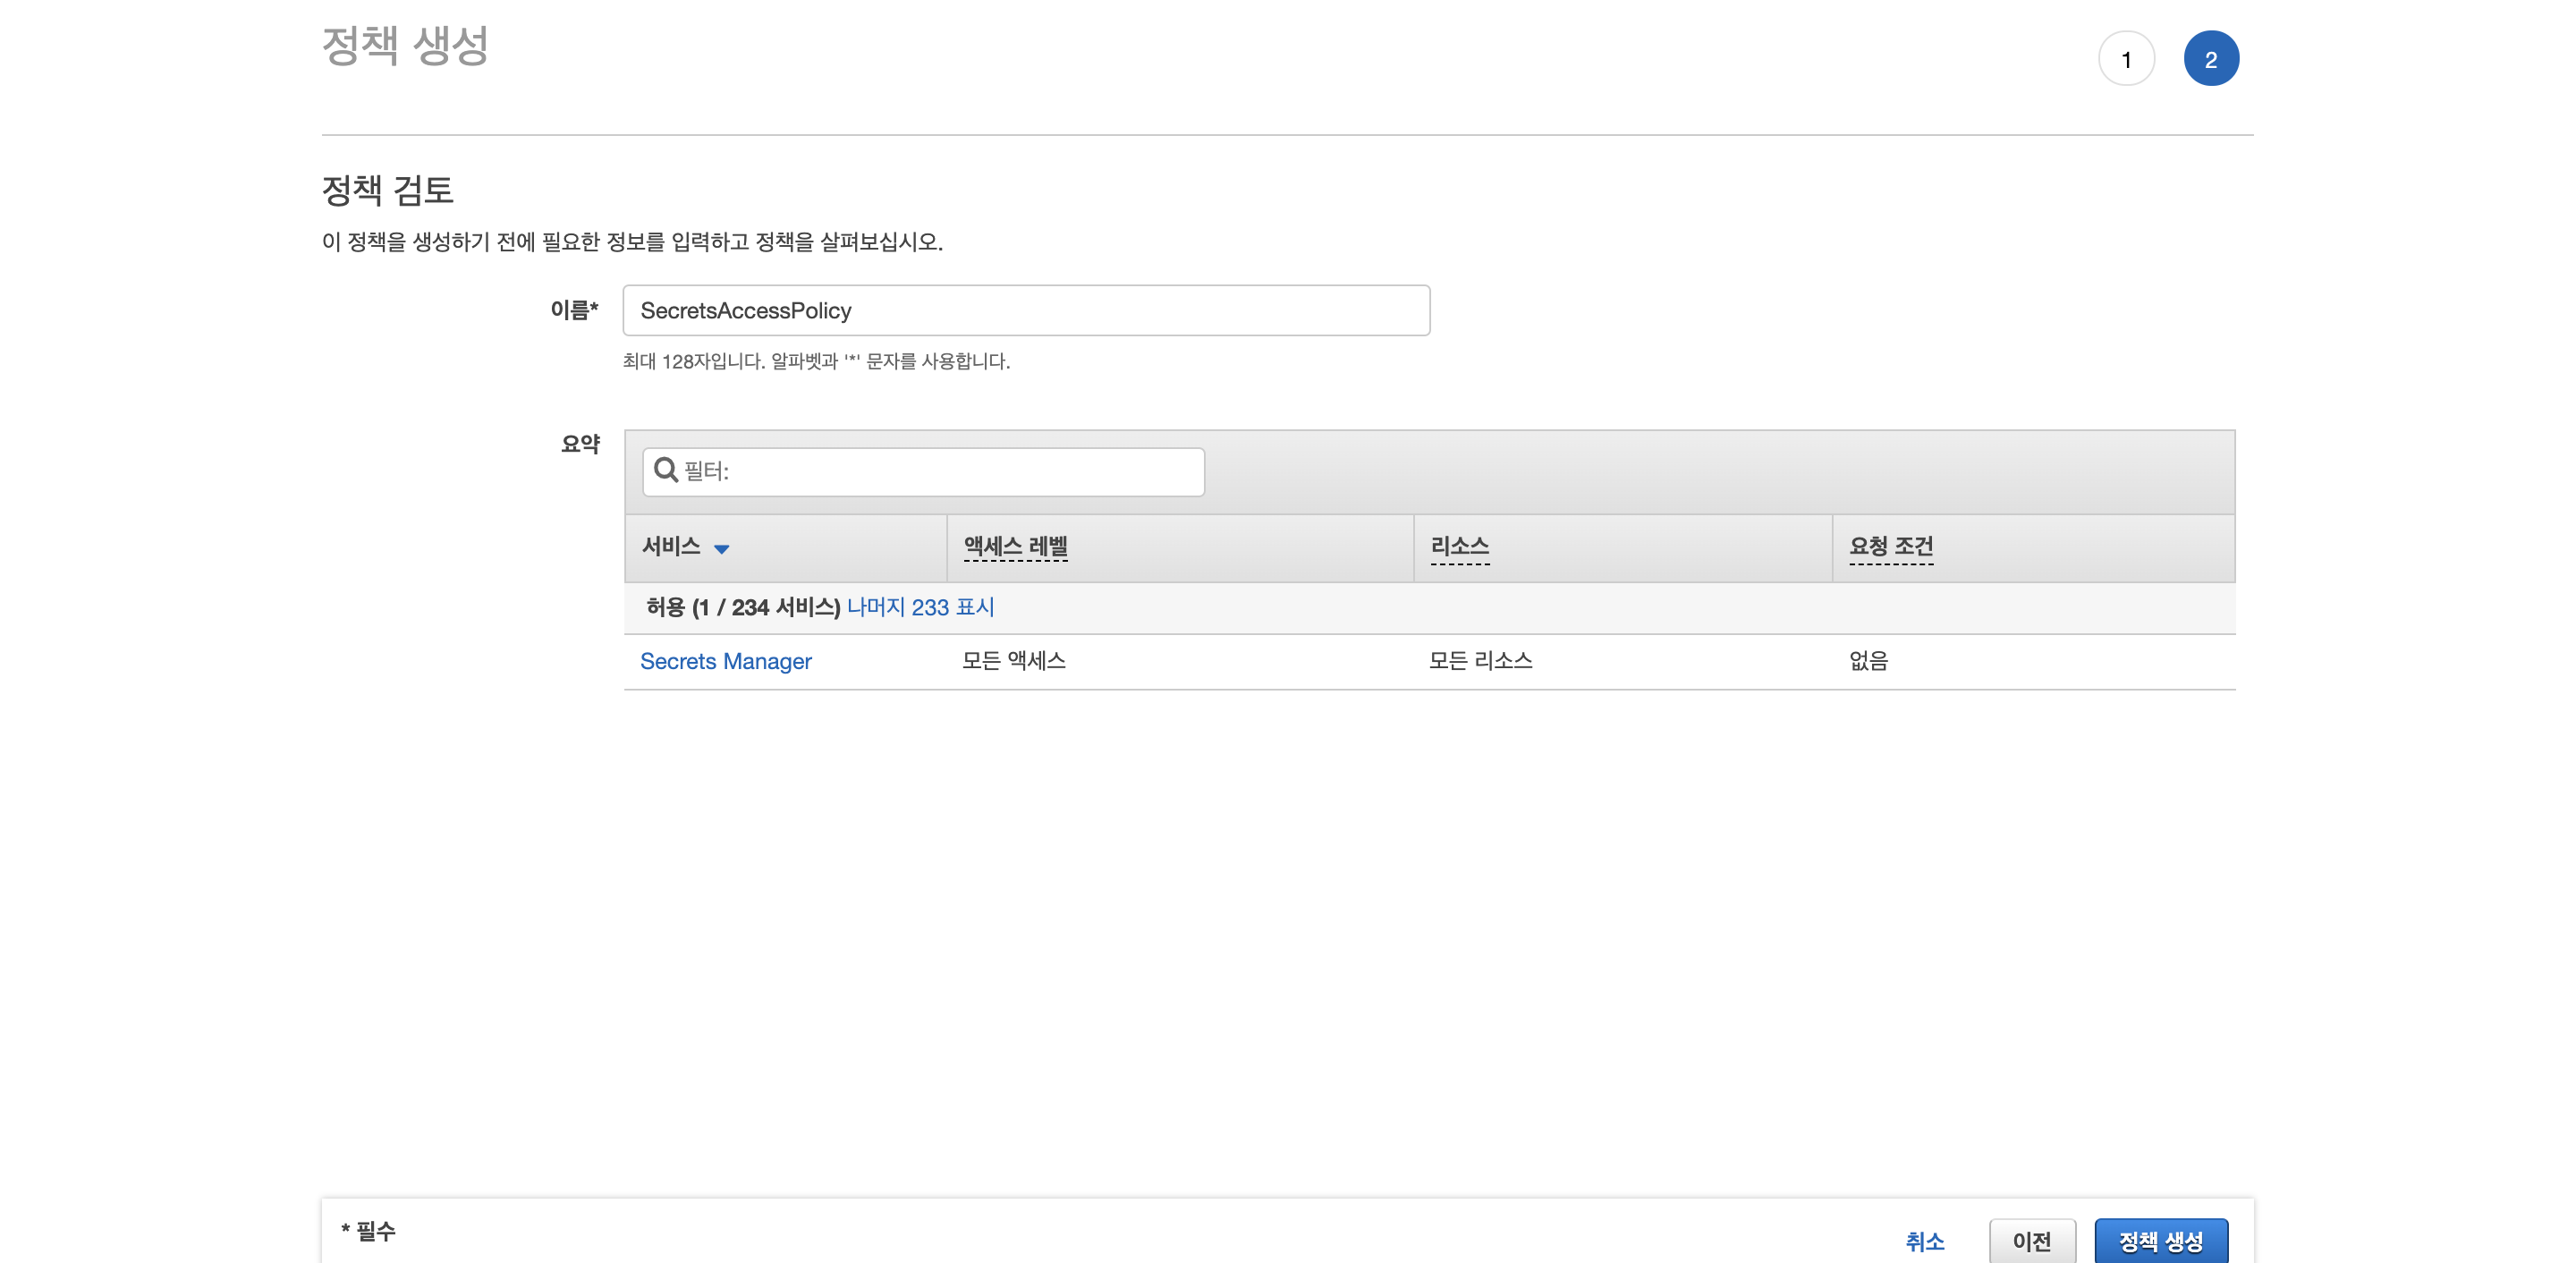 정책 생성
1
2
정책 검토
이 정책을 생성하기 전에 필요한 정보를 입력하고 정책을 살펴보십시오.
이름* SecretsAccessPolicy
최대 128자입니다. 알파벳과 '*' 문자를 사용합니다.
요약
필터:
서비스 액세스 레벨 리소스 요청 조건
허용 (1 / 234 서비스) 나머지 233 표시
Secrets Manager 모든 액세스 모든 리소스 없음
* 필수
취소 이전 정책 생성